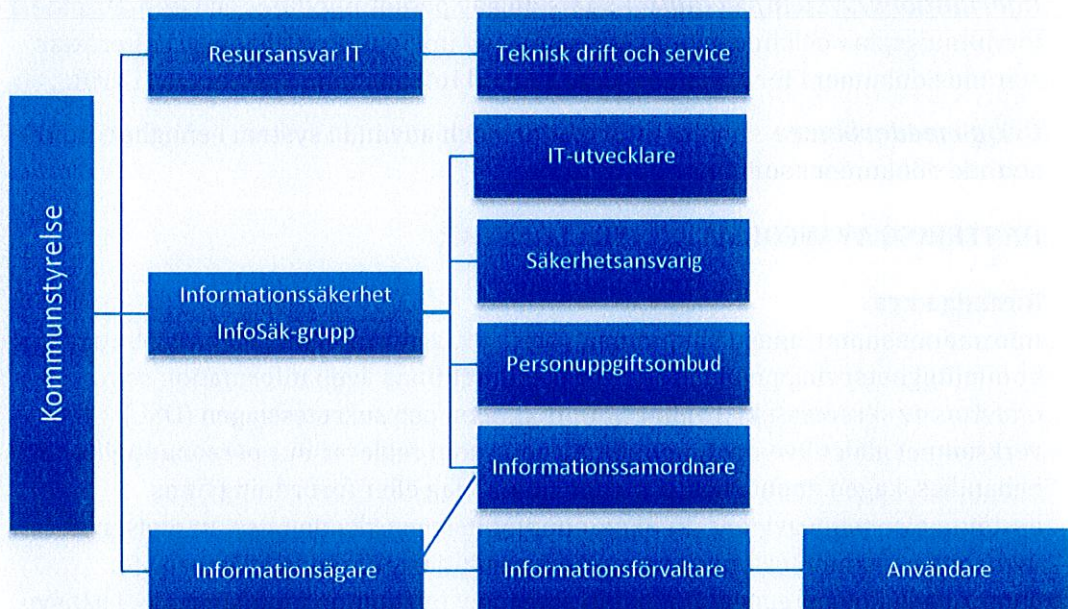 Kommunstyrelse
Resursansvar IT
Teknisk drift och service
IT-utvecklare
Säkerhetsansvarig
Informationssäkerhet
InfoSäk-grupp
Personuppgiftsombud
Informationssamordnare
Informationsägare
Informationsförvaltare
Användare